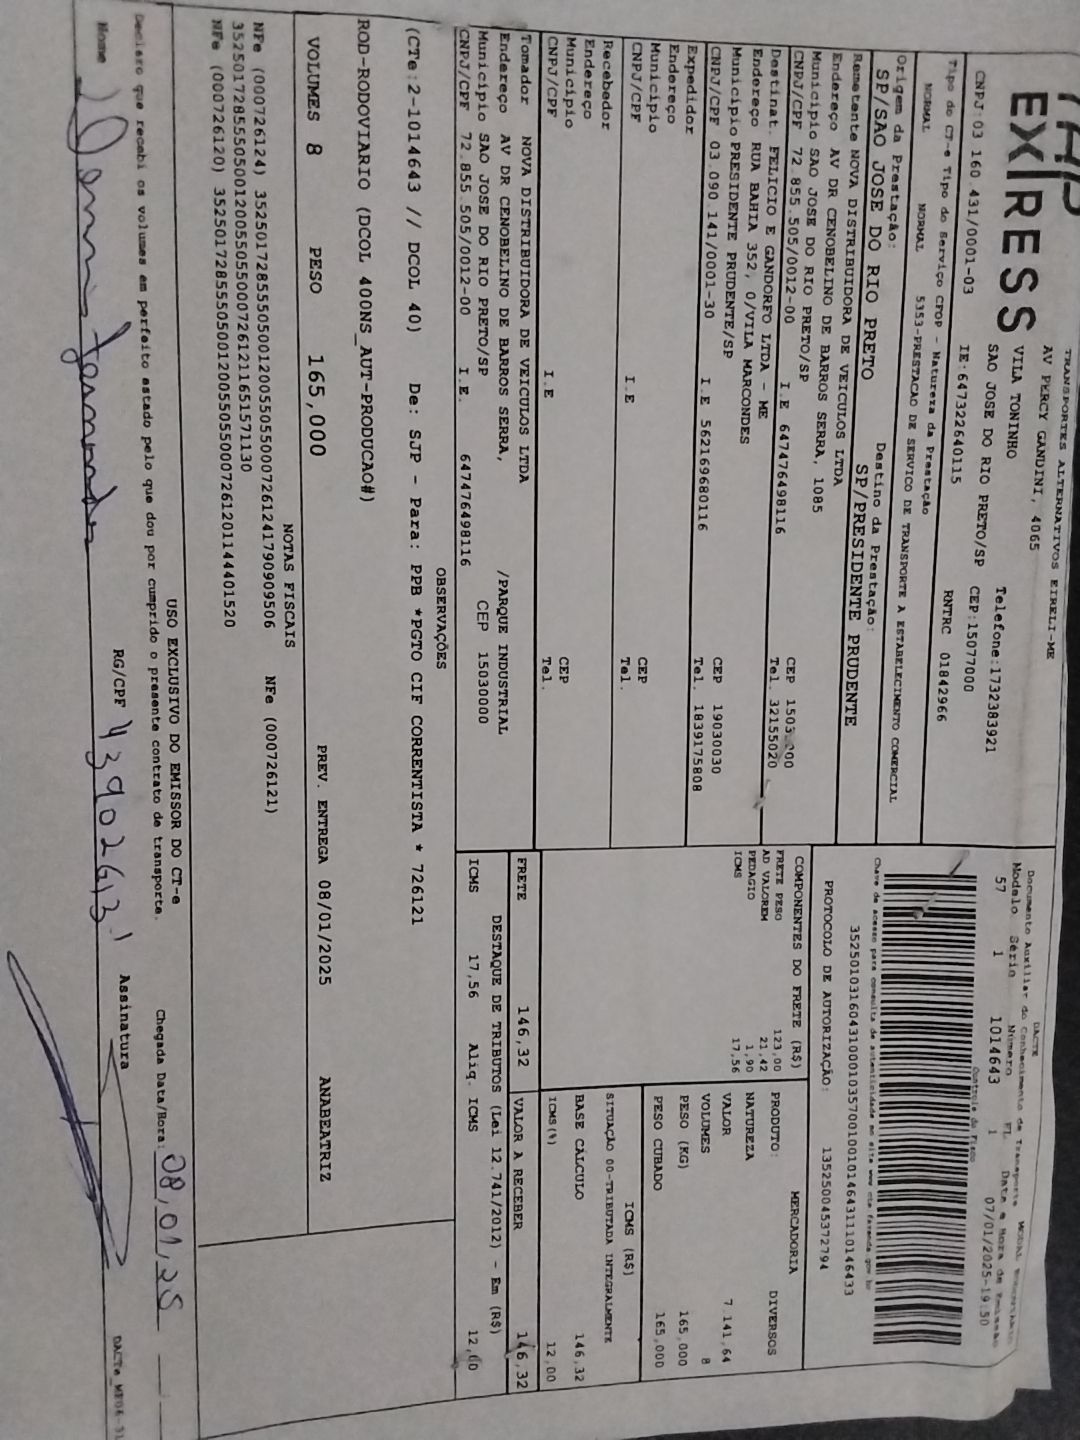 EXPRESS
TRANSPORTES ALTERNATIVOS EIRELI-ME
AV PERCY GANDINI, 4065
VILA TONINHO Telefone:1732383921
SAO JOSE DO RIO PRETO/SP CEP:15077000
CNPJ:03 160 431/0001-03 IE:647322640115 RNTRC 01842966
Tipo do CT-e Tipo do Serviço CFOP - Natureza da Prestação
NORMAL NORMAL 5353-PRESTACAO DE SERVICO DE TRANSPORTE A ESTABELECIMENTO COMERCIAL
Origem da Prestação: Destino da Prestação:
SP/SAO JOSE DO RIO PRETO SP/PRESIDENTE PRUDENTE
Remetente NOVA DISTRIBUIDORA DE VEICULOS LTDA
Endereço AV DR CENOBELINO DE BARROS SERRA, 1085
Município SAO JOSE DO RIO PRETO/SP CEP
CNPJ/CPF 72.855.505/0012-00 I.E 647476498116 Tel. 32155020
Destinat. FELICIO E GANDORFO LTDA - ME
Endereço RUA BAHIA 352, 0/VILA MARCONDES
Município PRESIDENTE PRUDENTE/SP CEP 19030030
CNPJ/CPF 03.090.141/0001-30 I.E 562169680116 Tel. 1839175808
Expedidor
Endereço
Município CEP
CNPJ/CPF I.E Tel.
Recebedor
Endereço
Município CEP
CNPJ/CPF I.E Tel.
Tomador NOVA DISTRIBUIDORA DE VEICULOS LTDA
Endereço AV DR CENOBELINO DE BARROS SERRA, /PARQUE INDUSTRIAL
Município SAO JOSE DO RIO PRETO/SP CEP 15030000
CNPJ/CPF 72.855.505/0012-00 I.E. 647476498116
DACTE
Documento Auxiliar do Conhecimento de Transporte MODAL
Modelo Série Número FL Data e Hora de Emissão
57 1 1014643 1 07/01/2025-19:50
Controle do Fisco
Chave de acesso para consulta de autenticidade no site www cte fazenda gov br
35250103160431000103570010010146431110146433
PROTOCOLO DE AUTORIZAÇÃO: 135250045372794
COMPONENTES DO FRETE (R$)
FRETE PESO 123,00
AD VALOREM 21,42
PEDAGIO 1,90
ICMS 17,56
MERCADORIA
PRODUTO: DIVERSOS
NATUREZA
VALOR 7.141,64
VOLUMES 8
PESO (KG) 165,000
PESO CUBADO 165,000
ICMS (R$)
SITUAÇÃO 00-TRIBUTADA INTEGRALMENTE
BASE CÁLCULO 146,32
ICMS(%) 12,00
FRETE 146,32 VALOR A RECEBER 146,32
DESTAQUE DE TRIBUTOS (Lei 12.741/2012) - Em (R$)
ICMS 17,56 Aliq. ICMS 12,00
OBSERVAÇÕES
(CTe:2-1014643 // DCOL 40) De: SJP - Para: PPB *PGTO CIF CORRENTISTA * 726121
ROD-RODOVIARIO (DCOL 400NS_AUT-PRODUCAO#)
VOLUMES 8 PESO 165,000 PREV. ENTREGA 08/01/2025 ANABEATRIZ
NOTAS FISCAIS
NFe (000726124) 35250172855505001200550550007261241790909506 NFe (000726121)
35250172855505001200550550007261211651571130
NFe (000726120) 35250172855505001200550550007261201144401520
USO EXCLUSIVO DO EMISSOR DO CT-e
Declaro que recebi os volumes em perfeito estado pelo que dou por cumprido o presente contrato de transporte. Chegada Data/Hora: 08,01,25
Nome RG/CPF Assinatura